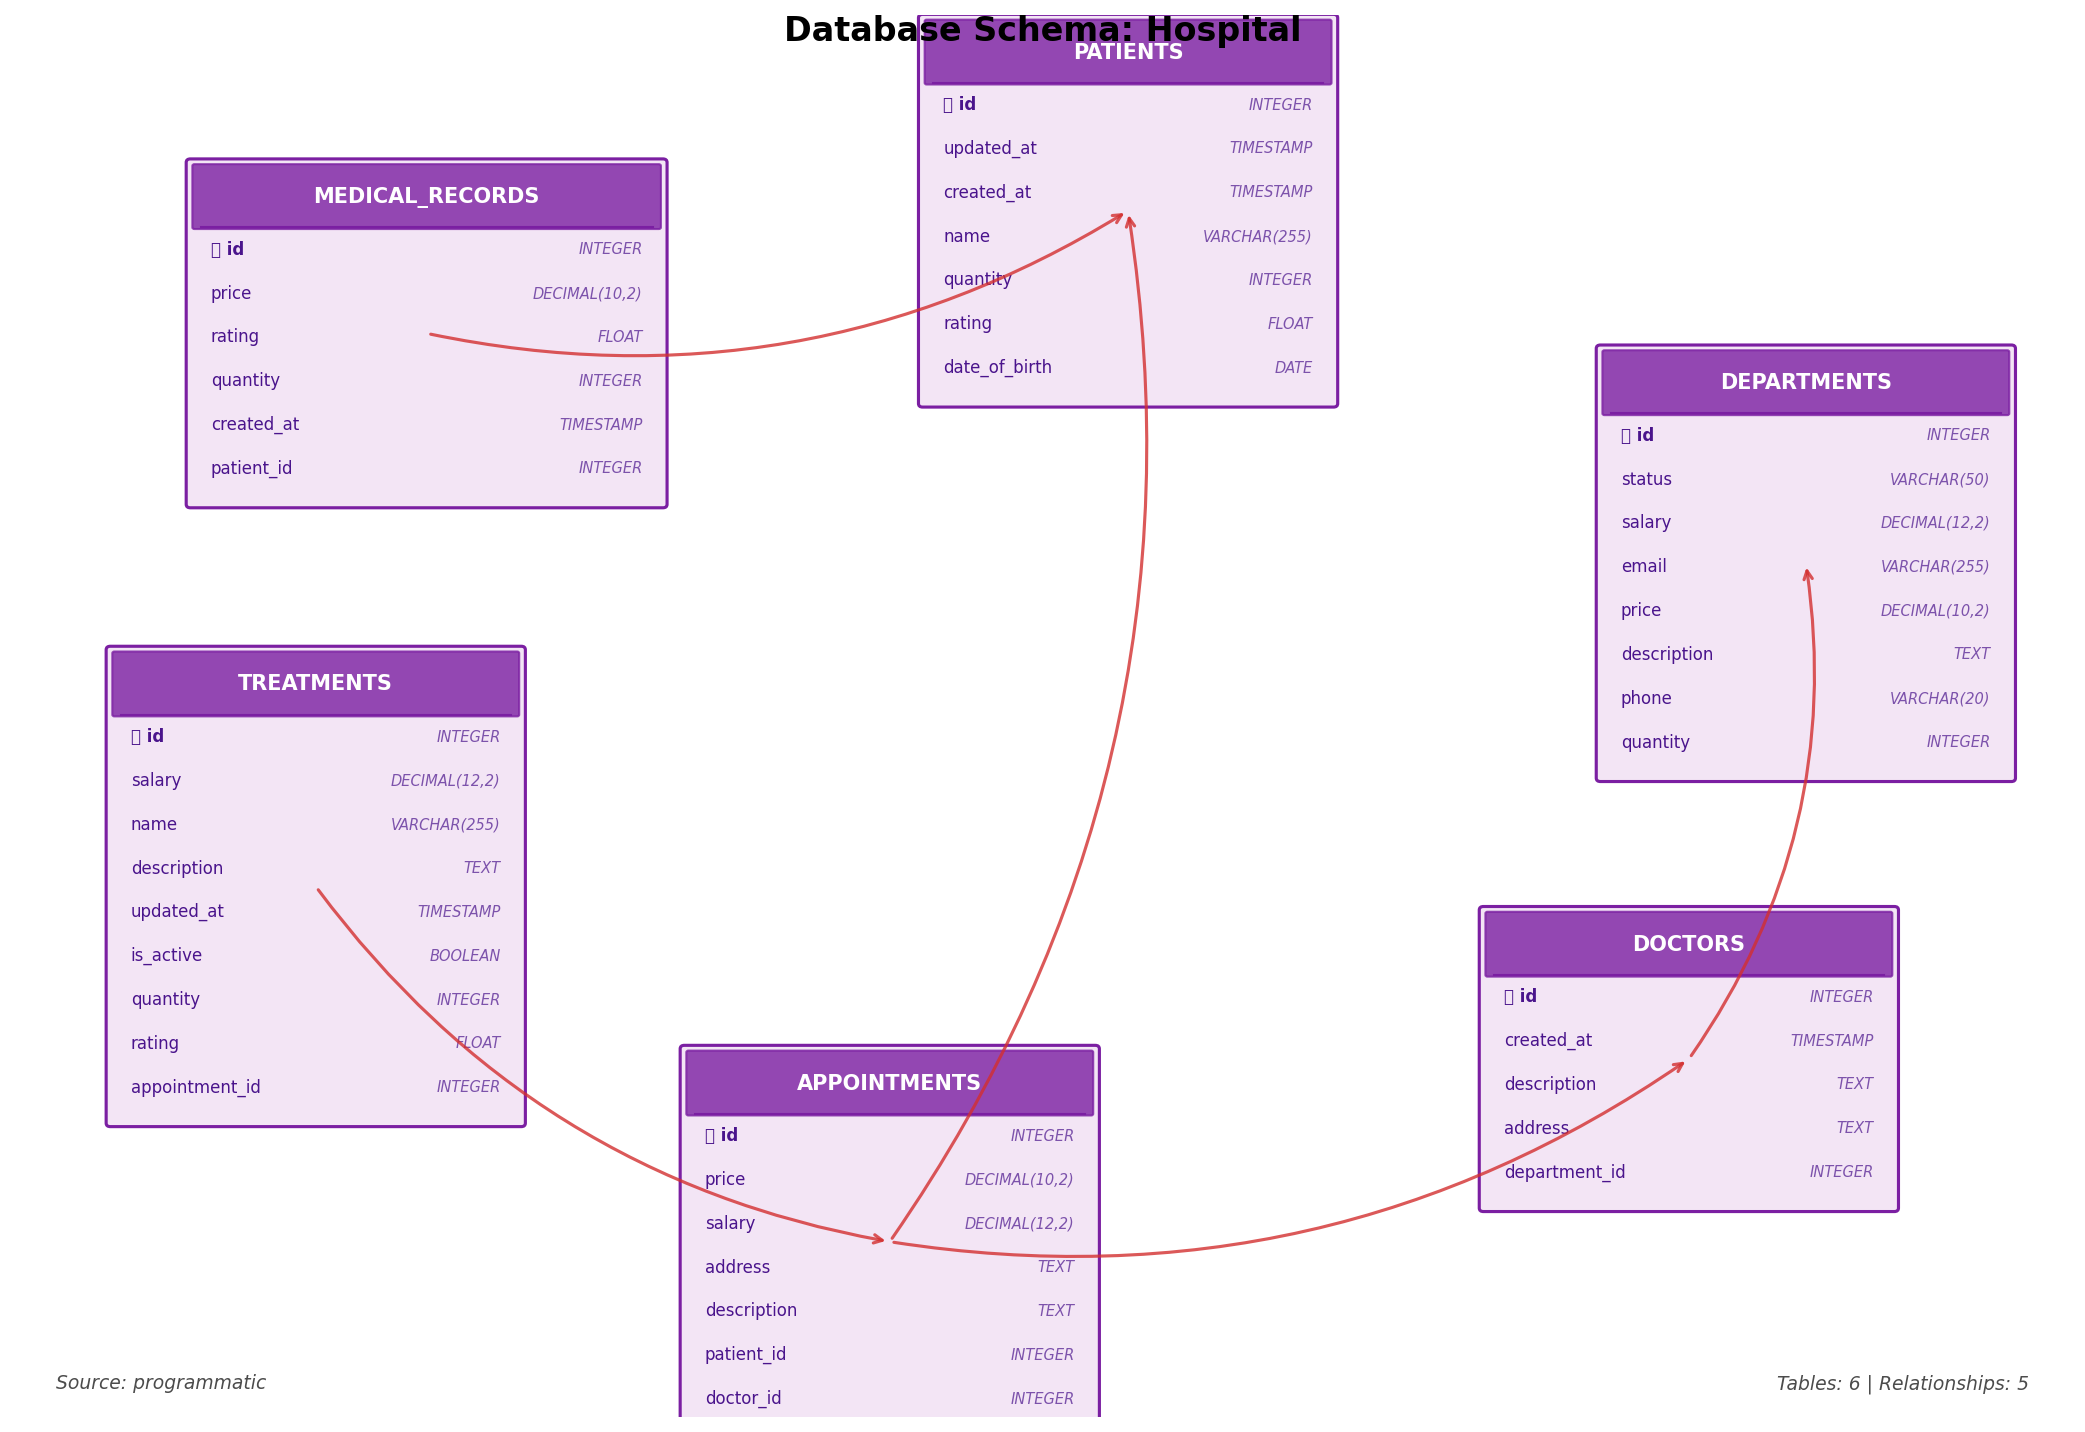 Database Schema: Hospital
PATIENTS
id INTEGER
updated_at TIMESTAMP
created_at TIMESTAMP
name VARCHAR(255)
quantity INTEGER
rating FLOAT
date_of_birth DATE
MEDICAL_RECORDS
id INTEGER
price DECIMAL(10,2)
rating FLOAT
quantity INTEGER
created_at TIMESTAMP
patient_id INTEGER
DEPARTMENTS
id INTEGER
status VARCHAR(50)
salary DECIMAL(12,2)
email VARCHAR(255)
price DECIMAL(10,2)
description TEXT
phone VARCHAR(20)
quantity INTEGER
TREATMENTS
id INTEGER
salary DECIMAL(12,2)
name VARCHAR(255)
description TEXT
updated_at TIMESTAMP
is_active BOOLEAN
quantity INTEGER
rating FLOAT
appointment_id INTEGER
DOCTORS
id INTEGER
created_at TIMESTAMP
description TEXT
address TEXT
department_id INTEGER
APPOINTMENTS
id INTEGER
price DECIMAL(10,2)
salary DECIMAL(12,2)
address TEXT
description TEXT
patient_id INTEGER
doctor_id INTEGER
Source: programmatic
Tables: 6 | Relationships: 5